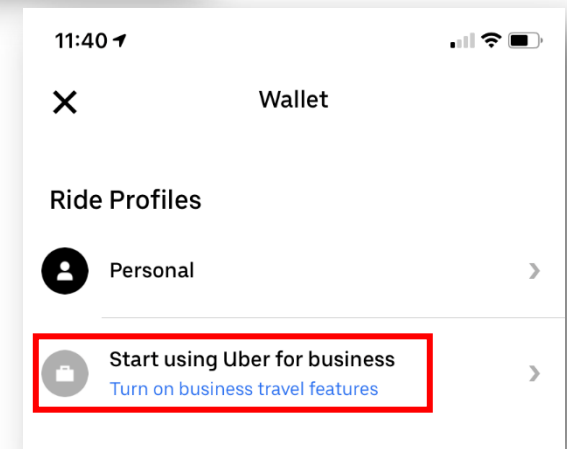 11:40
Wallet
Ride Profiles
Personal
Start using Uber for business
Turn on business travel features